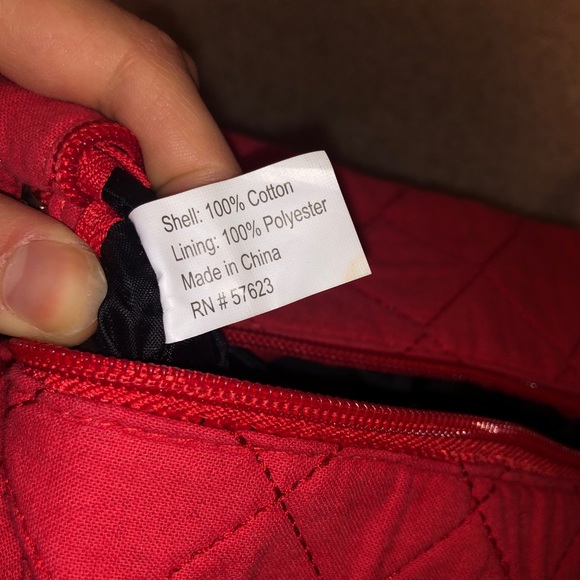 Shell: 100% Cotton
Lining: 100% Polyester
Made in China
RN # 57623